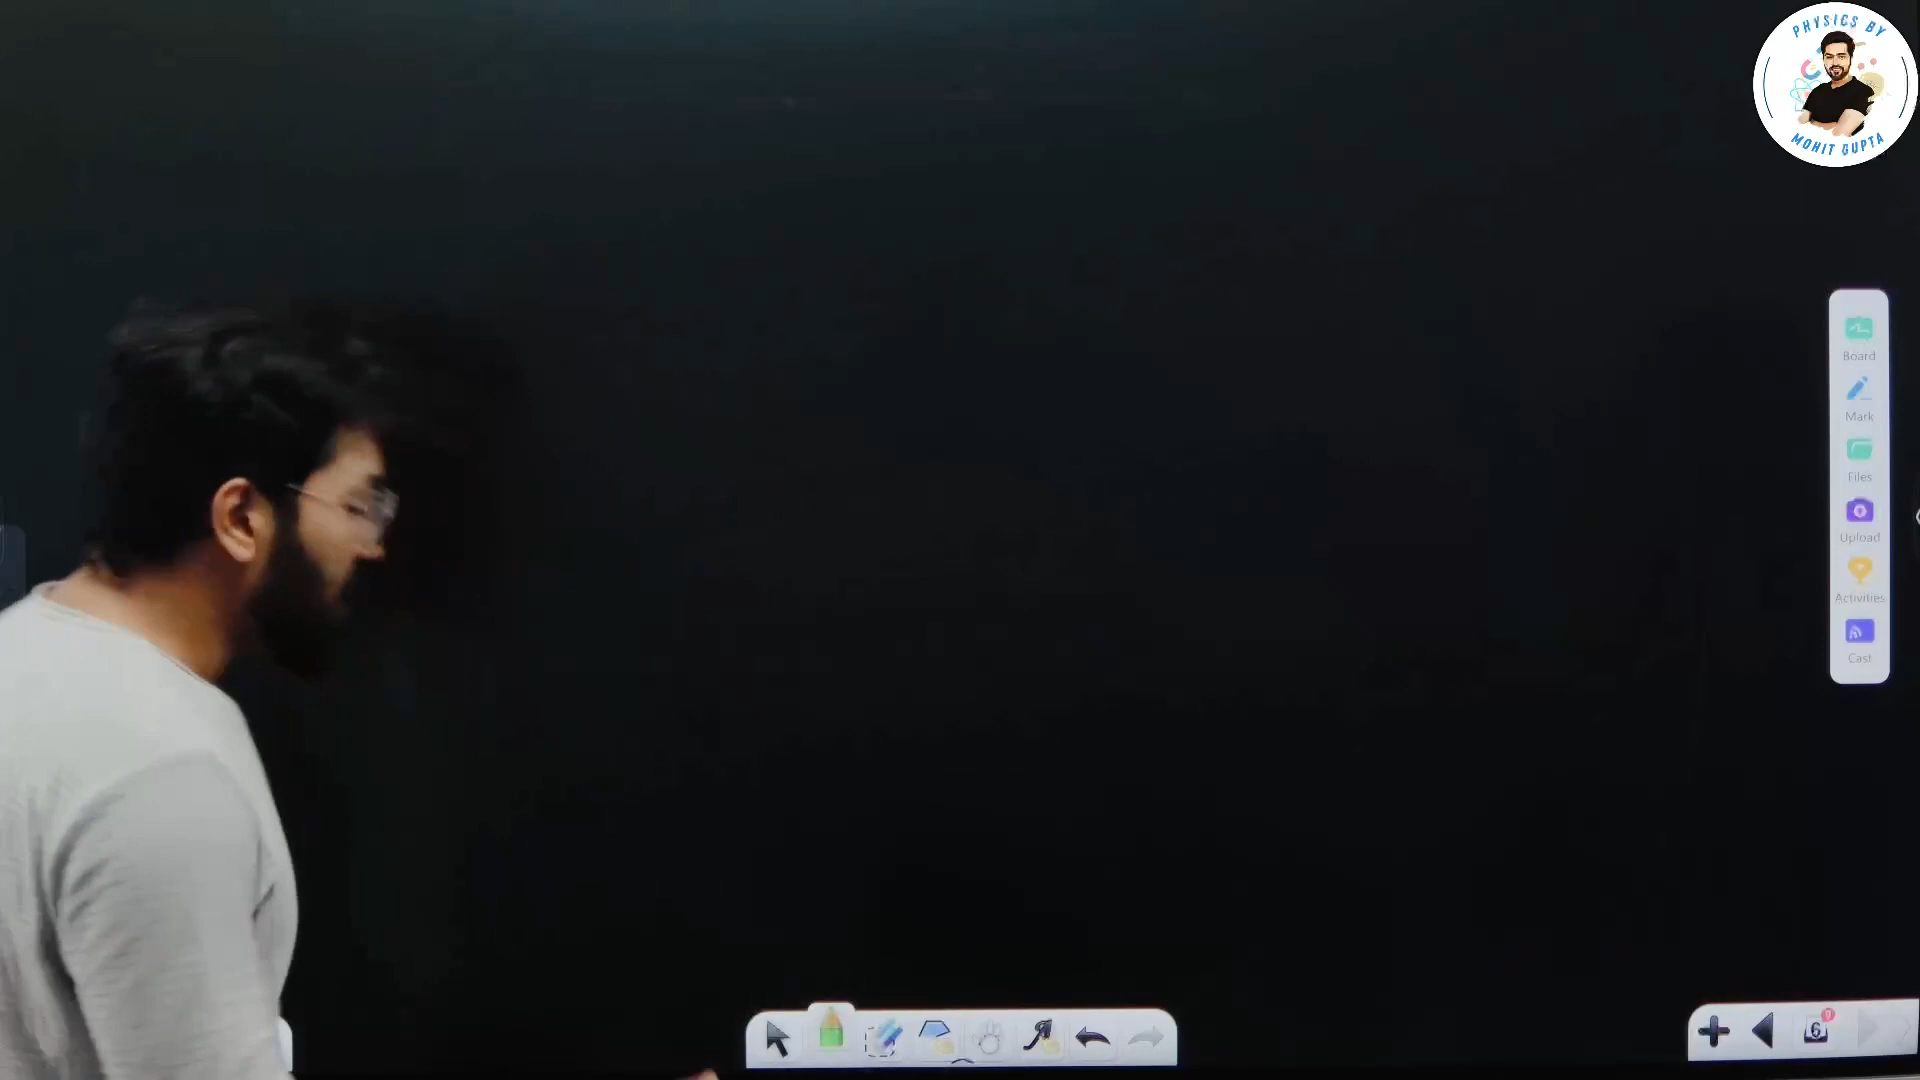 PHYSICS BY
MOHIT GUPTA
Board
Mark
Files
Upload
Activities
Cast
6